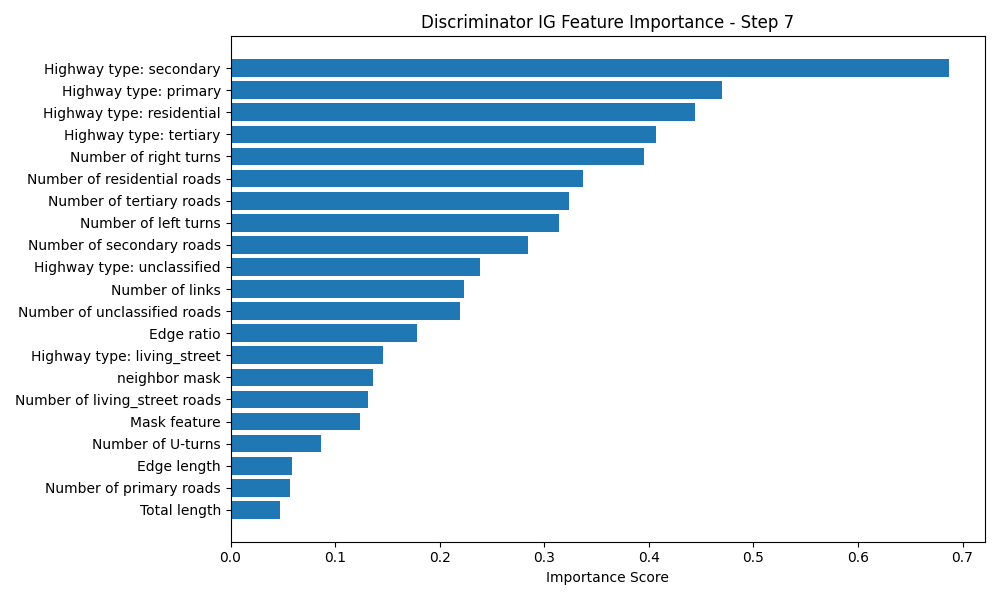 Discriminator IG Feature Importance - Step 7
Highway type: secondary
Highway type: primary
Highway type: residential
Highway type: tertiary
Number of right turns
Number of residential roads
Number of tertiary roads
Number of left turns
Number of secondary roads
Highway type: unclassified
Number of links
Number of unclassified roads
Edge ratio
Highway type: living_street
neighbor mask
Number of living_street roads
Mask feature
Number of U-turns
Edge length
Number of primary roads
Total length
0.0 0.1 0.2 0.3 0.4 0.5 0.6 0.7
Importance Score